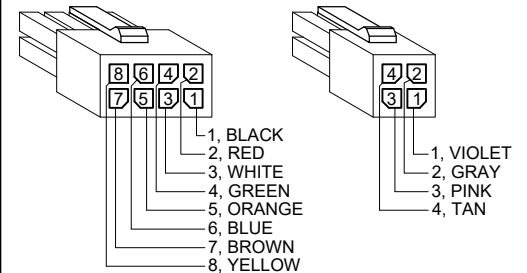 8 6 4 2
7 5 3 1
1, BLACK
2, RED
3, WHITE
4, GREEN
5, ORANGE
6, BLUE
7, BROWN
8, YELLOW
4 2
3 1
1, VIOLET
2, GRAY
3, PINK
4, TAN